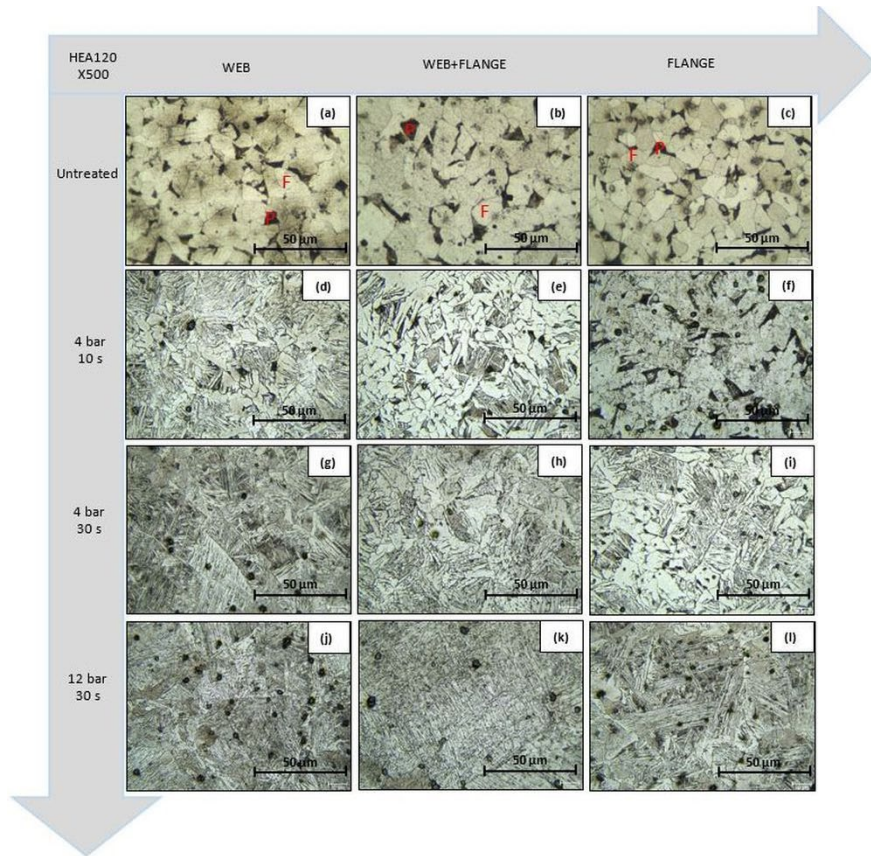 HEA120
X500
WEB
WEB+FLANGE
FLANGE
Untreated
(a)
F
P
50 µm
(b)
P
F
50 µm
(c)
F
P
50 µm
4 bar
10 s
(d)
50 µm
(e)
50 µm
(f)
50 µm
4 bar
30 s
(g)
50 µm
(h)
50 µm
(i)
50 µm
12 bar
30 s
(j)
50 µm
(k)
50 µm
(l)
50 µm